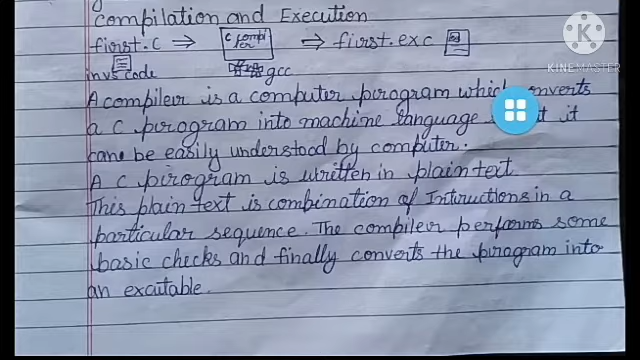 compilation and Execution
first.c ⇒ C compiler ⇒ first.exc
in vs code gcc
KINEMASTER
A compiler is a computer program which converts
a C program into machine language it
can be easily understood by computer.
A C program is written in plain text.
This plain text is combination of Intructions in a
particular sequence. The compiler performs some
basic checks and finally converts the program into
an excutable.